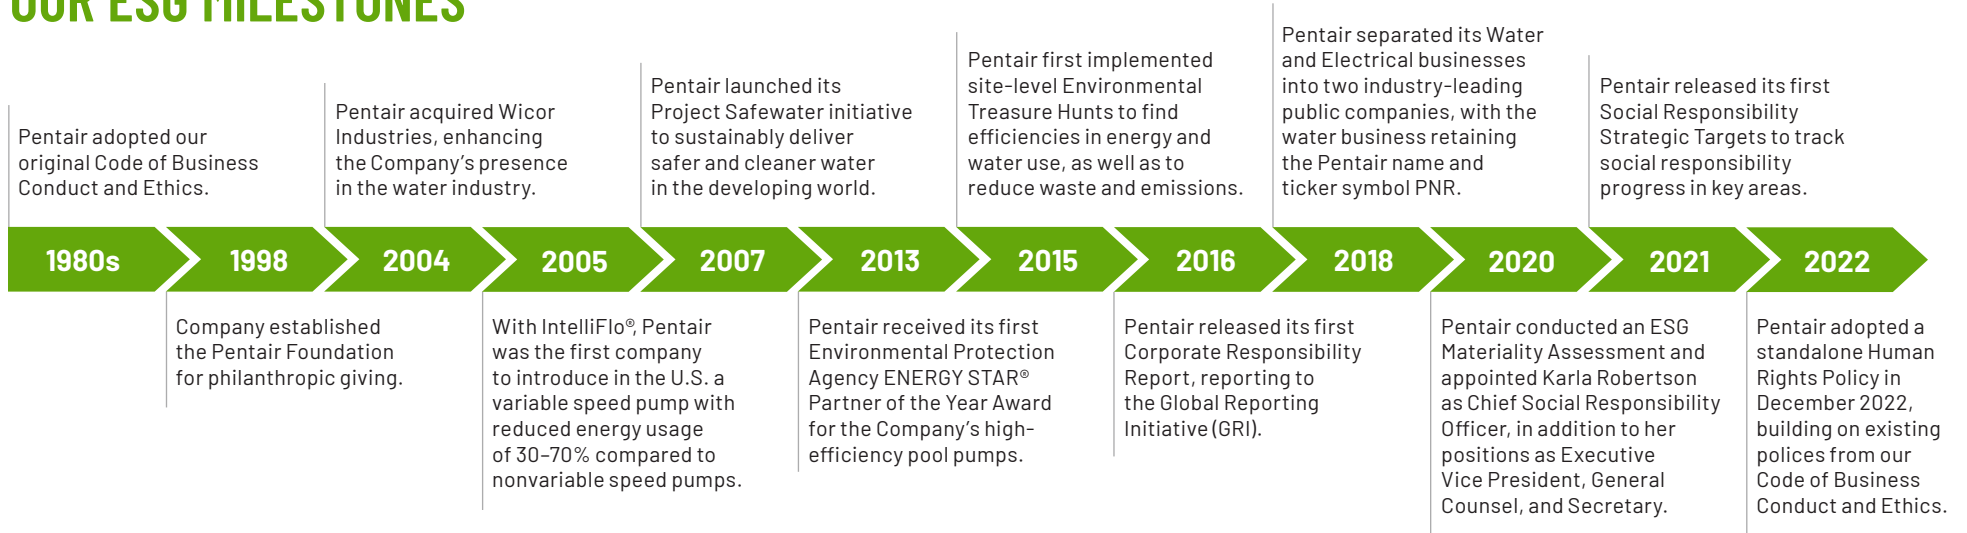 OUR ESG MILESTONES
Pentair adopted our
original Code of Business
Conduct and Ethics.
Pentair acquired Wicor
Industries, enhancing
the Company's presence
in the water industry.
Pentair launched its
Project Safewater initiative
to sustainably deliver
safer and cleaner water
in the developing world.
Pentair first implemented
site-level Environmental
Treasure Hunts to find
efficiencies in energy and
water use, as well as to
reduce waste and emissions.
Pentair separated its Water
and Electrical businesses
into two industry-leading
public companies, with the
water business retaining
the Pentair name and
ticker symbol PNR.
Pentair released its first
Social Responsibility
Strategic Targets to track
social responsibility
progress in key areas.
1980s 1998 2004 2005 2007 2013 2015 2016 2018 2020 2021 2022
Company established
the Pentair Foundation
for philanthropic giving.
With IntelliFlo®, Pentair
was the first company
to introduce in the U.S. a
variable speed pump with
reduced energy usage
of 30–70% compared to
nonvariable speed pumps.
Pentair received its first
Environmental Protection
Agency ENERGY STAR®
Partner of the Year Award
for the Company's high-
efficiency pool pumps.
Pentair released its first
Corporate Responsibility
Report, reporting to
the Global Reporting
Initiative (GRI).
Pentair conducted an ESG
Materiality Assessment and
appointed Karla Robertson
as Chief Social Responsibility
Officer, in addition to her
positions as Executive
Vice President, General
Counsel, and Secretary.
Pentair adopted a
standalone Human
Rights Policy in
December 2022,
building on existing
polices from our
Code of Business
Conduct and Ethics.